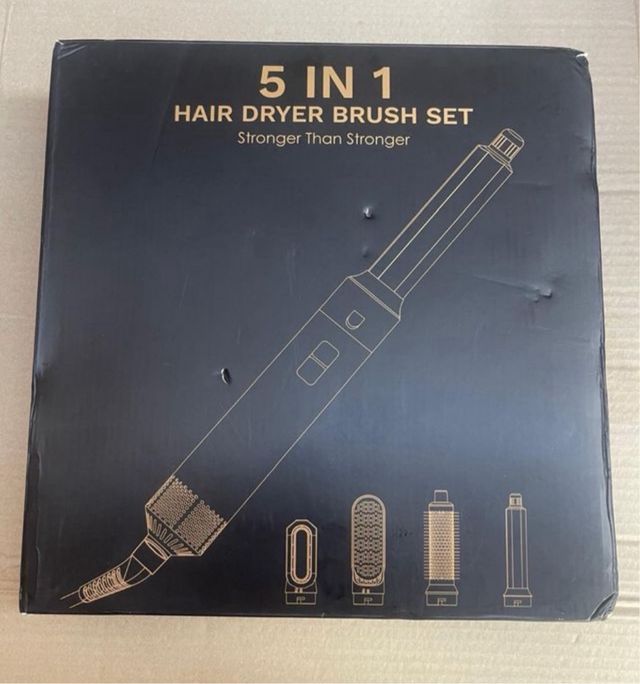 5 IN 1
HAIR DRYER BRUSH SET
Stronger Than Stronger